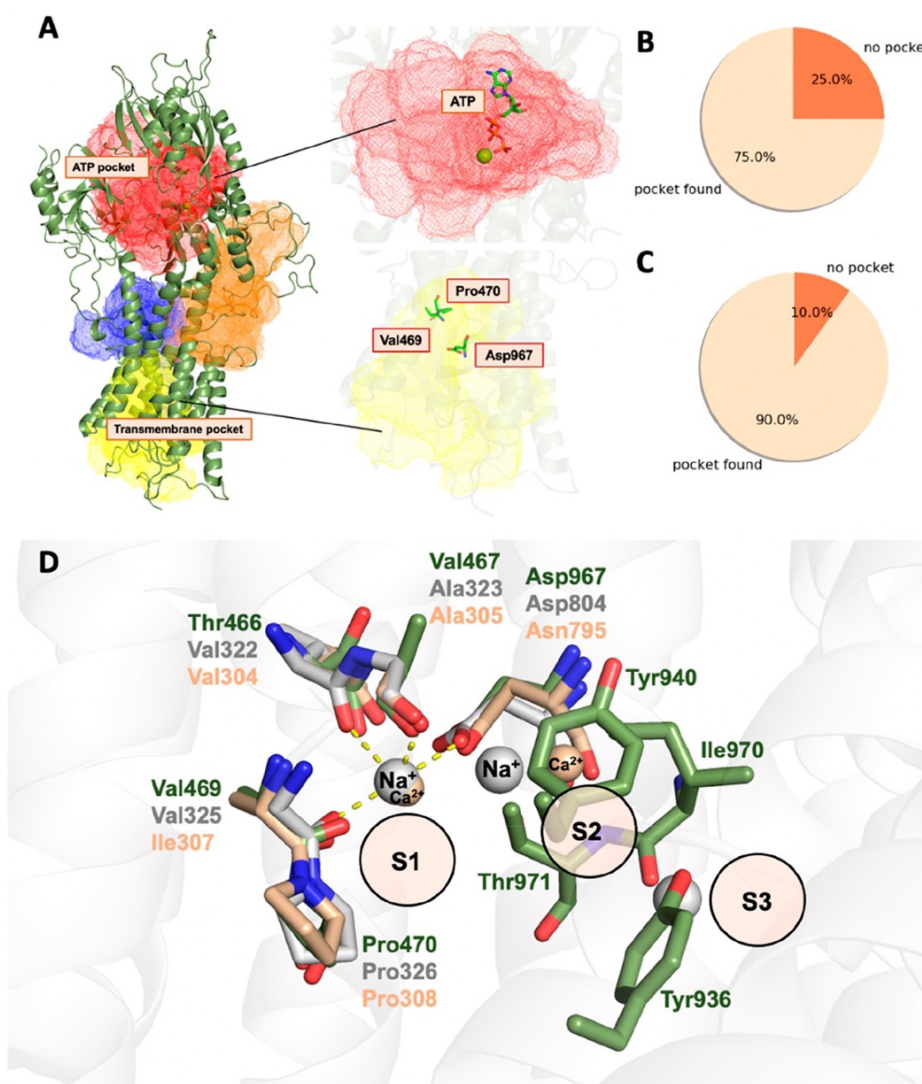 A
ATP pocket
Transmembrane pocket
ATP
Pro470
Val469
Asp967
B
no pocke
25.0%
75.0%
pocket found
C
no pocket
10.0%
90.0%
pocket found
D
Val467
Ala323
Ala305
Asp967
Asp804
Asn795
Thr466
Val322
Val304
Tyr940
Ile970
Val469
Val325
Ile307
Na⁺
Ca²⁺
Na⁺
Ca²⁺
S1
S2
S3
Thr971
Pro470
Pro326
Pro308
Tyr936